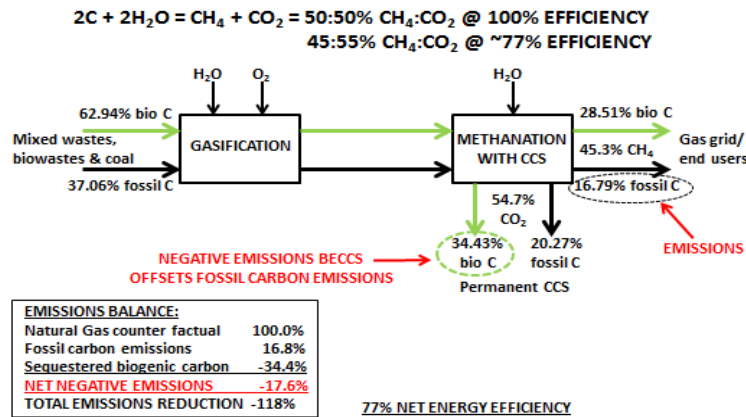 2C + 2H₂O = CH₄ + CO₂ = 50:50% CH₄:CO₂ @ 100% EFFICIENCY
45:55% CH₄:CO₂ @ ~77% EFFICIENCY
H₂O
O₂
H₂O
62.94% bio C
28.51% bio C
Mixed wastes,
biowastes & coal
GASIFICATION
METHANATION
WITH CCS
45.3% CH₄
Gas grid/
end users
37.06% fossil C
16.79% fossil C
54.7%
CO₂
EMISSIONS
NEGATIVE EMISSIONS BECCS
OFFSETS FOSSIL CARBON EMISSIONS
34.43%
bio C
20.27%
fossil C
Permanent CCS
EMISSIONS BALANCE:
Natural Gas counter factual 100.0%
Fossil carbon emissions 16.8%
Sequestered biogenic carbon -34.4%
NET NEGATIVE EMISSIONS -17.6%
TOTAL EMISSIONS REDUCTION -118%
77% NET ENERGY EFFICIENCY